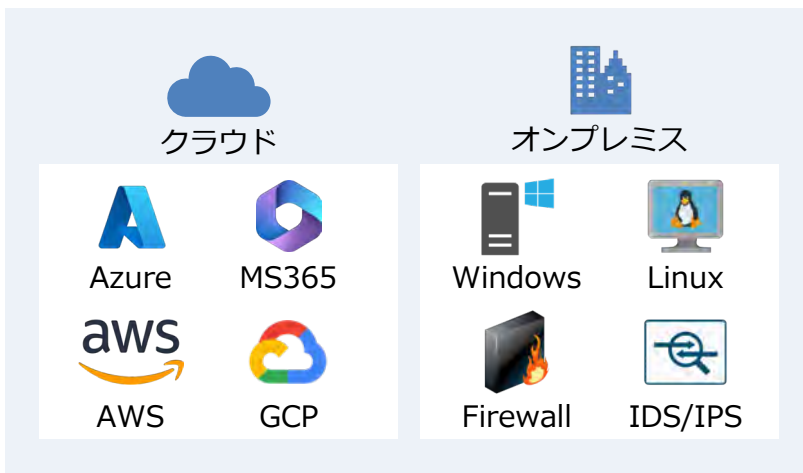 クラウド
オンプレミス
Azure
MS365
aws
AWS
GCP
Windows
Linux
Firewall
IDS/IPS